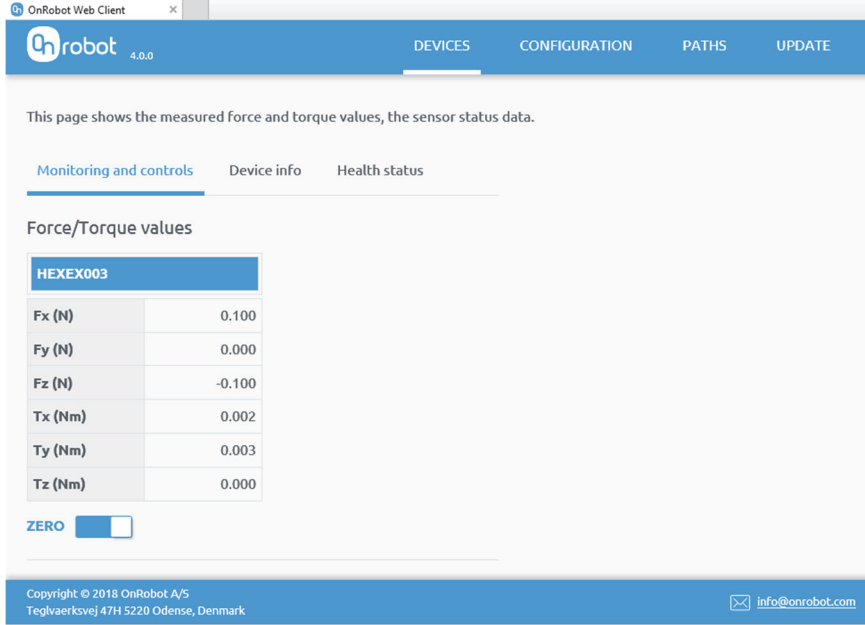 OnRobot Web Client ×
OnRobot 4.0.0
DEVICES CONFIGURATION PATHS UPDATE
This page shows the measured force and torque values, the sensor status data.
Monitoring and controls Device info Health status
Force/Torque values
HEXEX003
Fx (N) 0.100
Fy (N) 0.000
Fz (N) -0.100
Tx (Nm) 0.002
Ty (Nm) 0.003
Tz (Nm) 0.000
ZERO
Copyright © 2018 OnRobot A/S
Teglvaerksvej 47H 5220 Odense, Denmark
info@onrobot.com